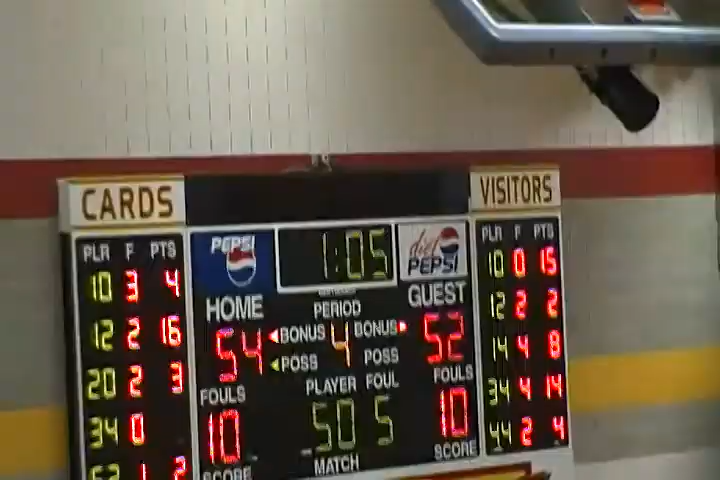 CARDS
VISITORS
PLR F PTS
PEPSI
1:05
diet PEPSI
PLR F PTS
10 3 4
12 2 16
20 2 3
34 0
HOME
54
FOULS
10
SCORE
PERIOD
BONUS 4 BONUS
POSS POSS
PLAYER FOUL
50 5
MATCH
GUEST
52
FOULS
10
SCORE
10 0 15
12 2 2
14 4 8
34 4 14
44 2 4